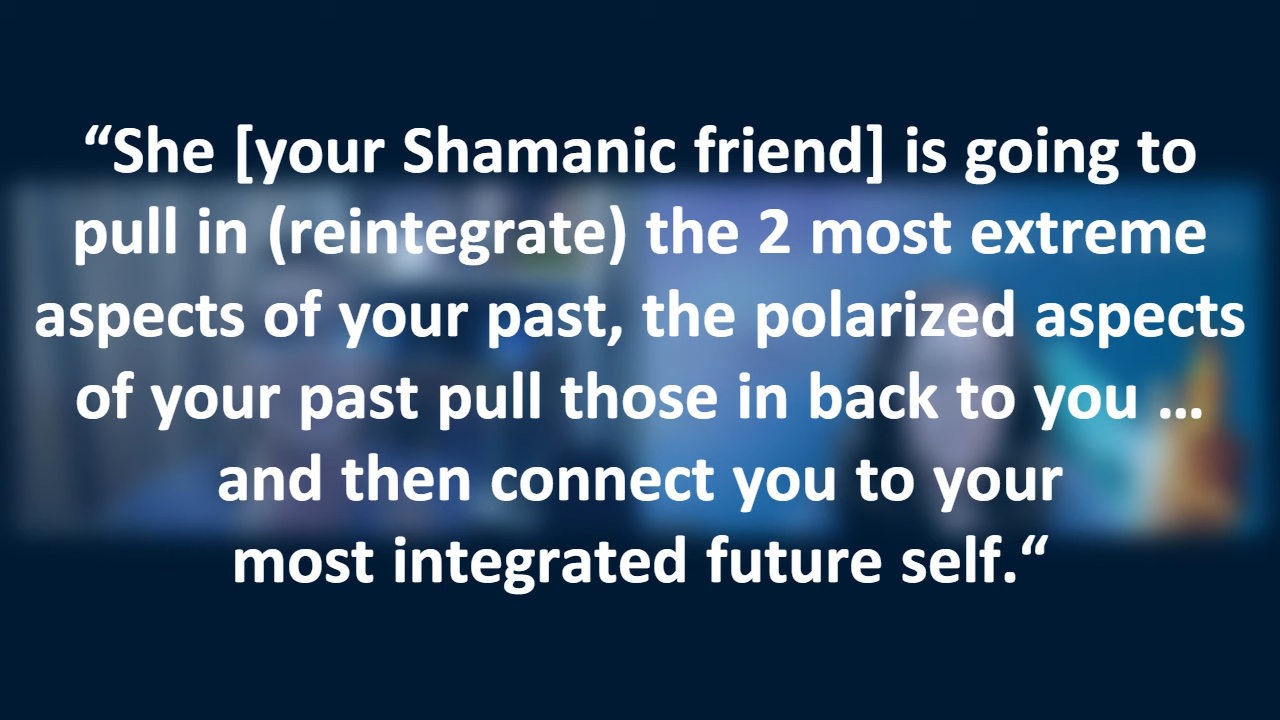 “She [your Shamanic friend] is going to
pull in (reintegrate) the 2 most extreme
aspects of your past, the polarized aspects
of your past pull those in back to you ...
and then connect you to your
most integrated future self.“